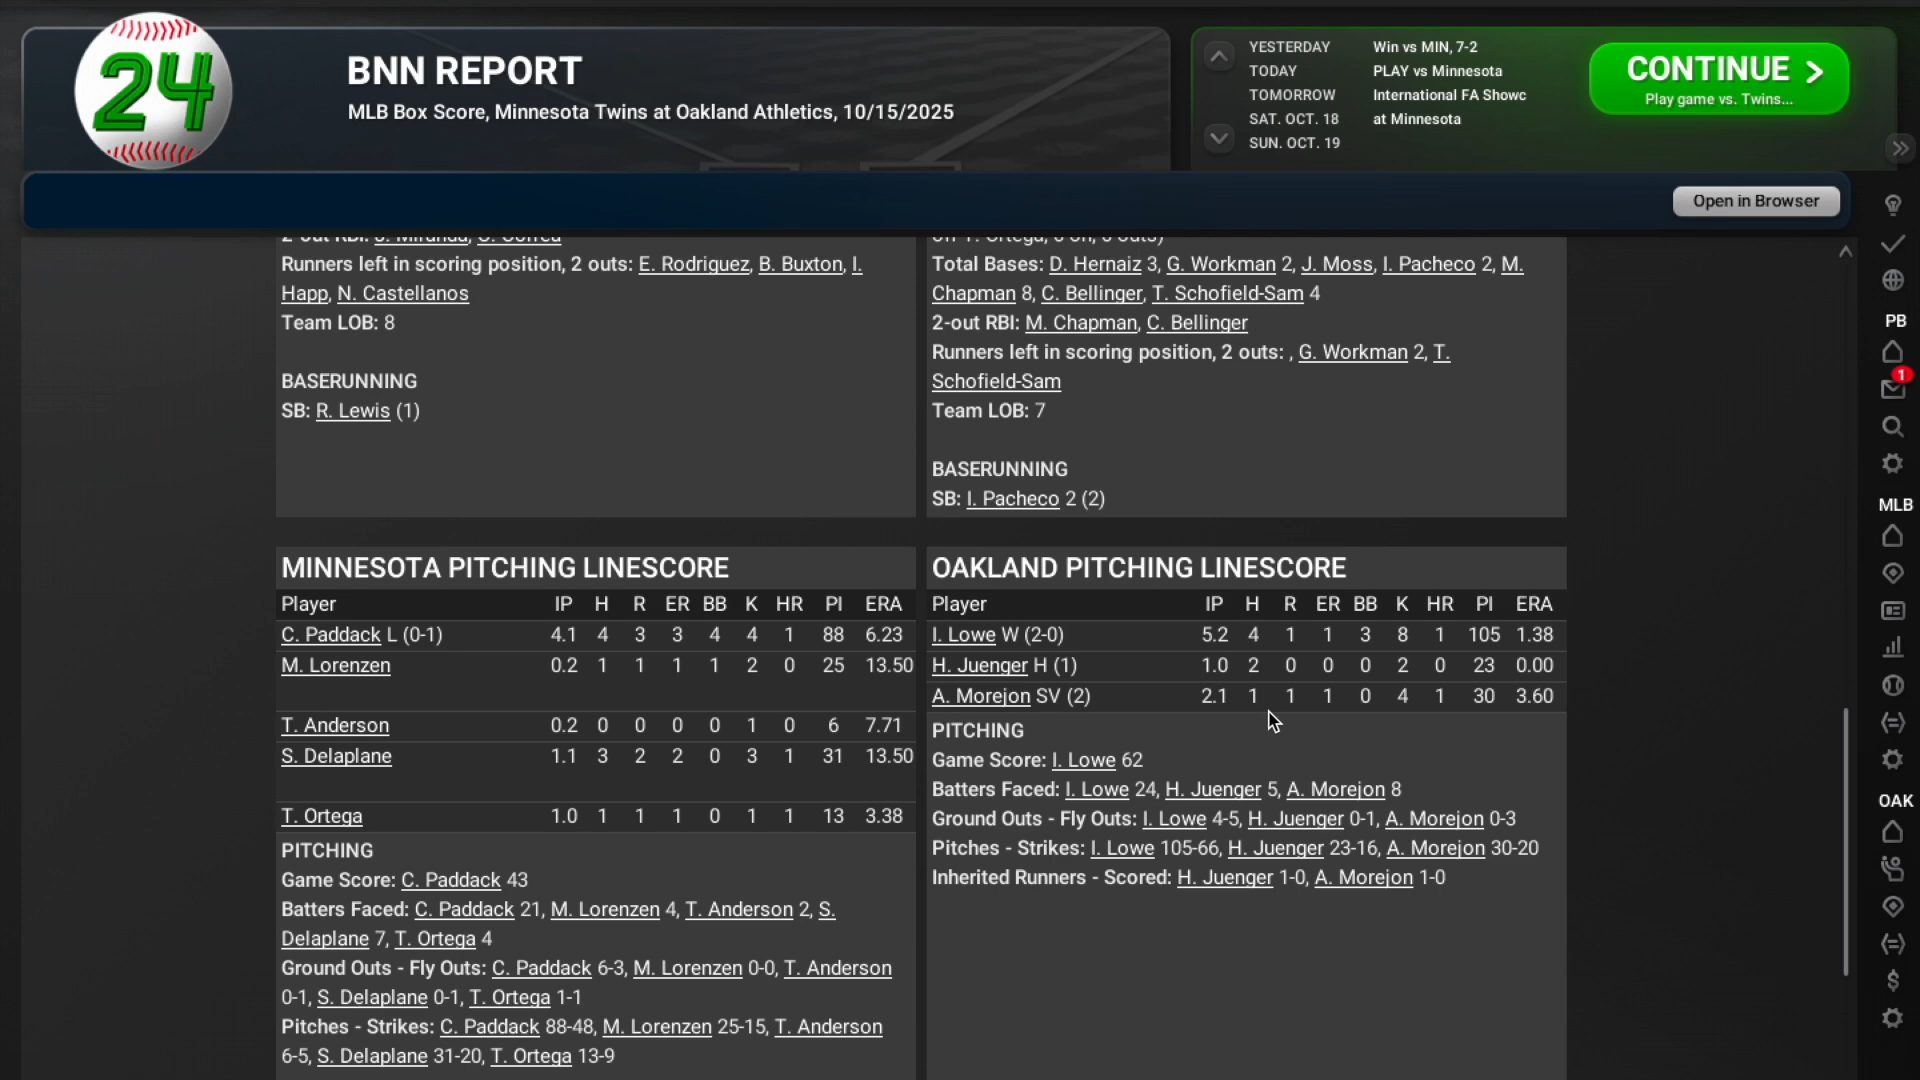 24
BNN REPORT
MLB Box Score, Minnesota Twins at Oakland Athletics, 10/15/2025
YESTERDAY Win vs MIN, 7-2
TODAY PLAY vs Minnesota
TOMORROW International FA Showc
SAT. OCT. 18 at Minnesota
SUN. OCT. 19
CONTINUE
Play game vs. Twins...
Open in Browser
2-out RBI: J. Miranda, C. Correa
Runners left in scoring position, 2 outs: E. Rodriguez, B. Buxton, I.
Happ, N. Castellanos
Team LOB: 8
BASERUNNING
SB: R. Lewis (1)
off T. Ortega, 0 on, 0 outs)
Total Bases: D. Hernaiz 3, G. Workman 2, J. Moss, I. Pacheco 2, M.
Chapman 8, C. Bellinger, T. Schofield-Sam 4
2-out RBI: M. Chapman, C. Bellinger
Runners left in scoring position, 2 outs: , G. Workman 2, T.
Schofield-Sam
Team LOB: 7
BASERUNNING
SB: I. Pacheco 2 (2)
MINNESOTA PITCHING LINESCORE
Player IP H R ER BB K HR PI ERA
C. Paddack L (0-1) 4.1 4 3 3 4 4 1 88 6.23
M. Lorenzen 0.2 1 1 1 1 2 0 25 13.50
T. Anderson 0.2 0 0 0 0 1 0 6 7.71
S. Delaplane 1.1 3 2 2 0 3 1 31 13.50
T. Ortega 1.0 1 1 1 0 1 1 13 3.38
PITCHING
Game Score: C. Paddack 43
Batters Faced: C. Paddack 21, M. Lorenzen 4, T. Anderson 2, S.
Delaplane 7, T. Ortega 4
Ground Outs - Fly Outs: C. Paddack 6-3, M. Lorenzen 0-0, T. Anderson
0-1, S. Delaplane 0-1, T. Ortega 1-1
Pitches - Strikes: C. Paddack 88-48, M. Lorenzen 25-15, T. Anderson
6-5, S. Delaplane 31-20, T. Ortega 13-9
OAKLAND PITCHING LINESCORE
Player IP H R ER BB K HR PI ERA
I. Lowe W (2-0) 5.2 4 1 1 3 8 1 105 1.38
H. Juenger H (1) 1.0 2 0 0 0 2 0 23 0.00
A. Morejon SV (2) 2.1 1 1 1 0 4 1 30 3.60
PITCHING
Game Score: I. Lowe 62
Batters Faced: I. Lowe 24, H. Juenger 5, A. Morejon 8
Ground Outs - Fly Outs: I. Lowe 4-5, H. Juenger 0-1, A. Morejon 0-3
Pitches - Strikes: I. Lowe 105-66, H. Juenger 23-16, A. Morejon 30-20
Inherited Runners - Scored: H. Juenger 1-0, A. Morejon 1-0
PB
1
MLB
OAK